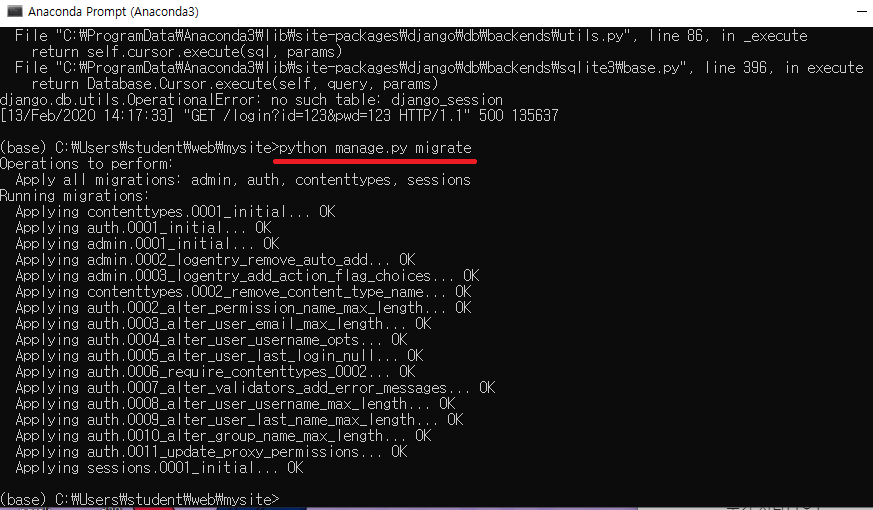 Anaconda Prompt (Anaconda3)
File "C:₩ProgramData₩Anaconda3₩lib₩site-packages₩django₩db₩backends₩utils.py", line 86, in _execute
return self.cursor.execute(sql, params)
File "C:₩ProgramData₩Anaconda3₩lib₩site-packages₩django₩db₩backends₩sqlite3₩base.py", line 396, in execute
return Database.Cursor.execute(self, query, params)
django.db.utils.OperationalError: no such table: django_session
[13/Feb/2020 14:17:33] "GET /login?id=123&pwd=123 HTTP/1.1" 500 135637
(base) C:₩Users₩student₩web₩mysite>python manage.py migrate
Operations to perform:
Apply all migrations: admin, auth, contenttypes, sessions
Running migrations:
Applying contenttypes.0001_initial... OK
Applying auth.0001_initial... OK
Applying admin.0001_initial... OK
Applying admin.0002_logentry_remove_auto_add... OK
Applying admin.0003_logentry_add_action_flag_choices... OK
Applying contenttypes.0002_remove_content_type_name... OK
Applying auth.0002_alter_permission_name_max_length... OK
Applying auth.0003_alter_user_email_max_length... OK
Applying auth.0004_alter_user_username_opts... OK
Applying auth.0005_alter_user_last_login_null... OK
Applying auth.0006_require_contenttypes_0002... OK
Applying auth.0007_alter_validators_add_error_messages... OK
Applying auth.0008_alter_user_username_max_length... OK
Applying auth.0009_alter_user_last_name_max_length... OK
Applying auth.0010_alter_group_name_max_length... OK
Applying auth.0011_update_proxy_permissions... OK
Applying sessions.0001_initial... OK
(base) C:₩Users₩student₩web₩mysite>